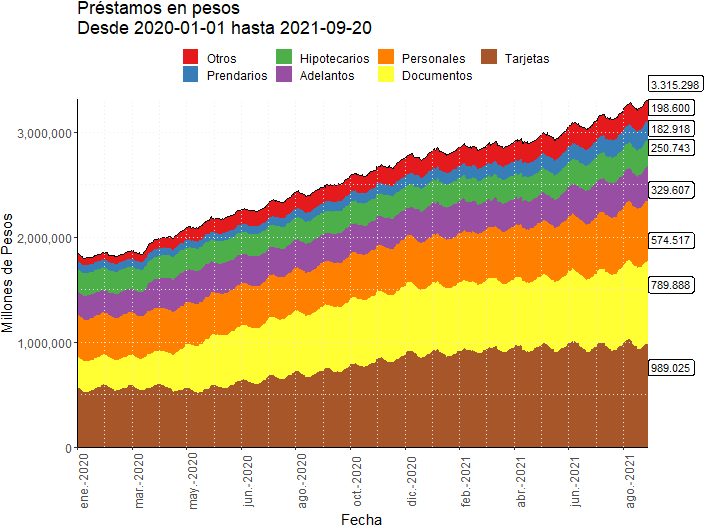 Préstamos en pesos
Desde 2020-01-01 hasta 2021-09-20
Otros Hipotecarios Personales Tarjetas
Prendarios Adelantos Documentos
3.315.298
198.600
182.918
250.743
329.607
574.517
789.888
989.025
3,000,000
2,000,000
1,000,000
0
Millones de Pesos
ene.-2020 mar.-2020 may.-2020 jun.-2020 ago.-2020 oct.-2020 dic.-2020 feb.-2021 abr.-2021 jun.-2021 ago.-2021
Fecha